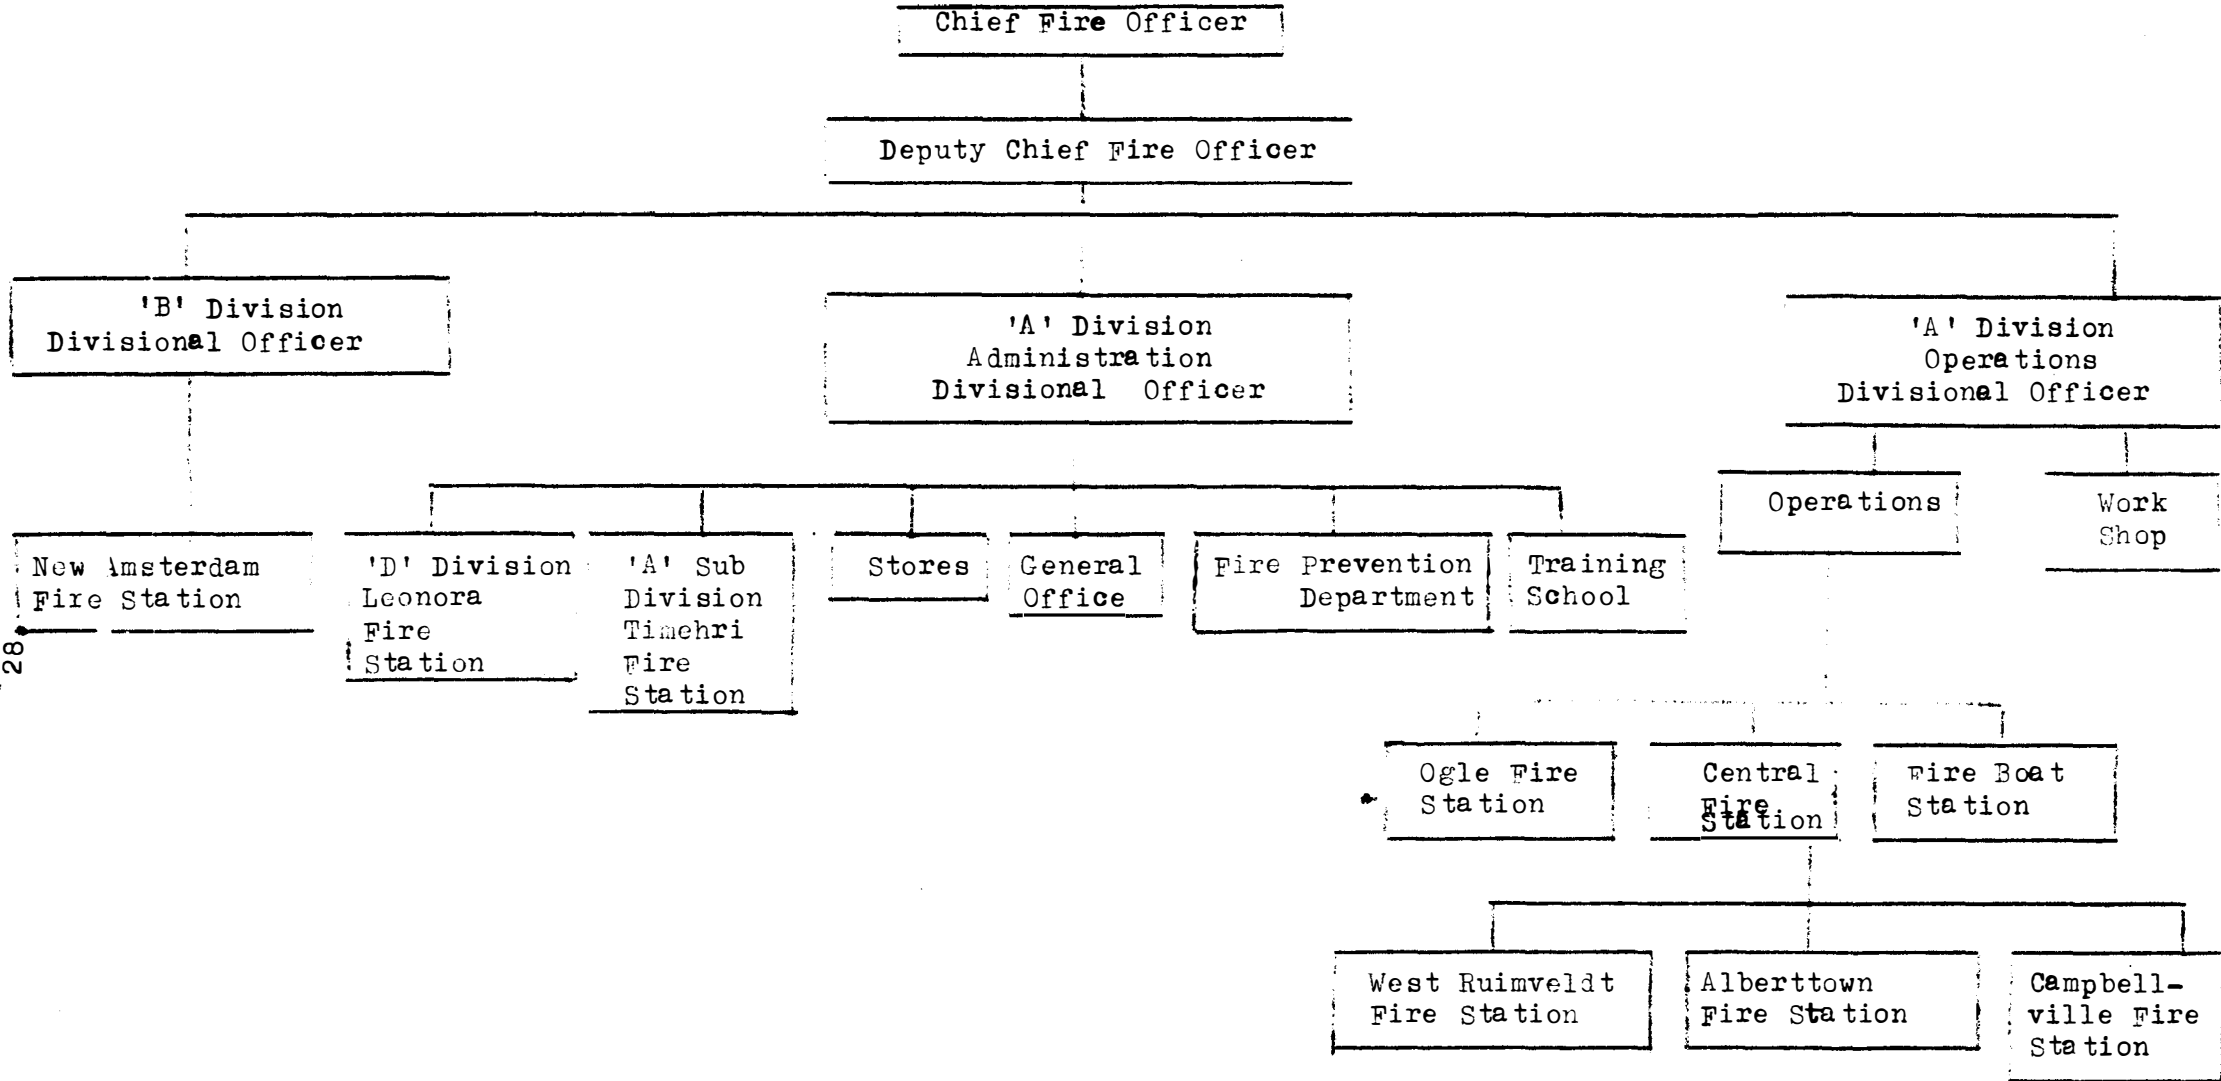 Chief Fire Officer
Deputy Chief Fire Officer
'B' Division
Divisional Officer
'A' Division
Administration
Divisional Officer
'A' Division
Operations
Divisional Officer
Operations
Work
Shop
New Amsterdam
Fire Station
'D' Division
Leonora
Fire
Station
'A' Sub
Division
Timehri
Fire
Station
Stores
General
Office
Fire Prevention
Department
Training
School
28
Ogle Fire
Station
Central
Fire
Station
Fire Boat
Station
West Ruimveldt
Fire Station
Alberttown
Fire Station
Campbell-
ville Fire
Station